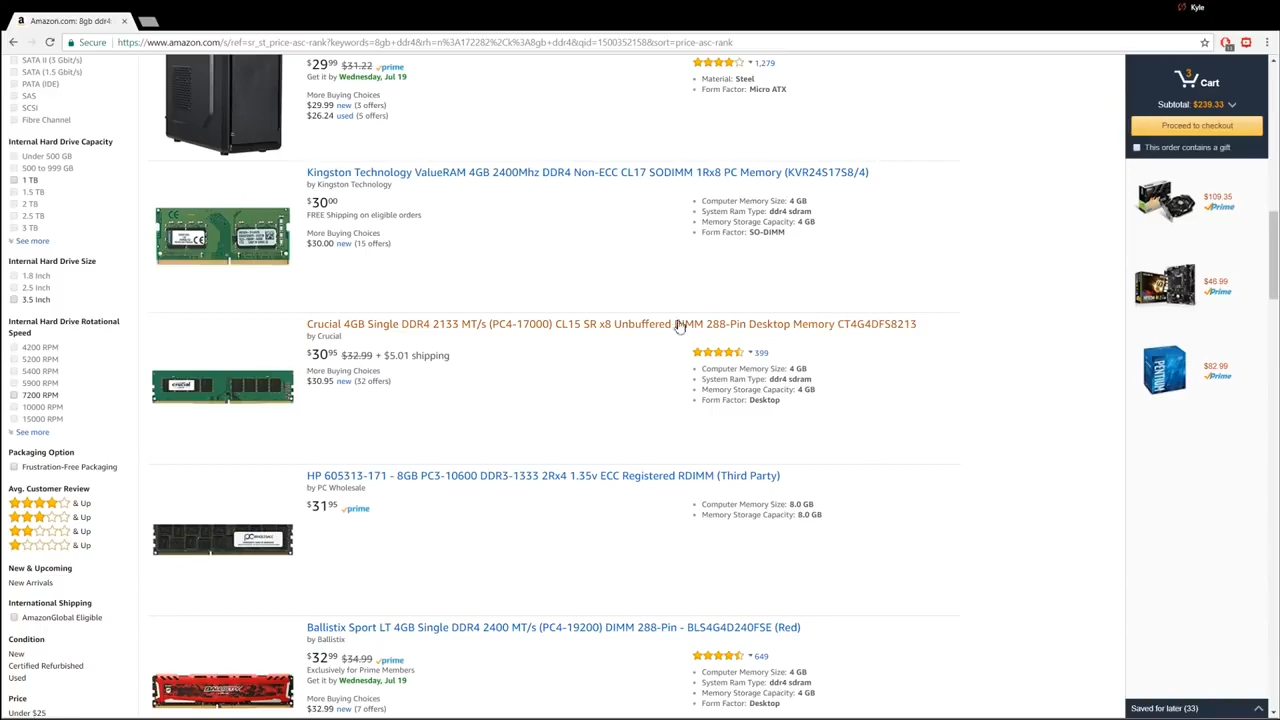 Kyle
Amazon.com: 8gb ddr4:
Secure
https://www.amazon.com/s/ref=sr_st_price-asc-rank?keywords=8gb+ddr4&rh=n%3A172282%2Ck%3A8gb+ddr4&qid=1500352158&sort=price-asc-rank
SATA II (3 Gbit/s)
SATA (1.5 Gbit/s)
PATA (IDE)
SAS
SCSI
Fibre Channel
Internal Hard Drive Capacity
Under 500 GB
500 to 999 GB
1 TB
1.5 TB
2 TB
2.5 TB
3 TB
See more
Internal Hard Drive Size
1.8 Inch
2.5 Inch
3.5 Inch
Internal Hard Drive Rotational
Speed
4200 RPM
5200 RPM
5400 RPM
5900 RPM
7200 RPM
10000 RPM
15000 RPM
See more
Packaging Option
Frustration-Free Packaging
Avg. Customer Review
& Up
& Up
& Up
& Up
New & Upcoming
New Arrivals
International Shipping
AmazonGlobal Eligible
Condition
New
Certified Refurbished
Used
Price
Under $25
$29.99 $31.22 prime
Get it by Wednesday, Jul 19
More Buying Choices
$29.99 new (3 offers)
$26.24 used (5 offers)
1,279
Material: Steel
Form Factor: Micro ATX
Kingston Technology ValueRAM 4GB 2400Mhz DDR4 Non-ECC CL17 SODIMM 1Rx8 PC Memory (KVR24S17S8/4)
by Kingston Technology
$30.00
FREE Shipping on eligible orders
More Buying Choices
$30.00 new (15 offers)
Computer Memory Size: 4 GB
System Ram Type: ddr4 sdram
Memory Storage Capacity: 4 GB
Form Factor: SO-DIMM
Crucial 4GB Single DDR4 2133 MT/s (PC4-17000) CL15 SR x8 Unbuffered DIMM 288-Pin Desktop Memory CT4G4DFS8213
by Crucial
$30.95 $32.99 + $5.01 shipping
More Buying Choices
$30.95 new (32 offers)
crucial
399
Computer Memory Size: 4 GB
System Ram Type: ddr4 sdram
Memory Storage Capacity: 4 GB
Form Factor: Desktop
HP 605313-171 - 8GB PC3-10600 DDR3-1333 2Rx4 1.35v ECC Registered RDIMM (Third Party)
by PC Wholesale
$31.95 prime
Computer Memory Size: 8.0 GB
Memory Storage Capacity: 8.0 GB
Ballistix Sport LT 4GB Single DDR4 2400 MT/s (PC4-19200) DIMM 288-Pin - BLS4G4D240FSE (Red)
by Ballistix
$32.99 $34.99 prime
Exclusively for Prime Members
Get it by Wednesday, Jul 19
More Buying Choices
$32.99 new (7 offers)
BALLISTIX
649
Computer Memory Size: 4 GB
System Ram Type: ddr4 sdram
Memory Storage Capacity: 4 GB
Form Factor: Desktop
3
Cart
Subtotal: $239.33
Proceed to checkout
This order contains a gift
$109.35
Prime
$46.99
Prime
PENTIUM
$82.99
Prime
Saved for later (33)